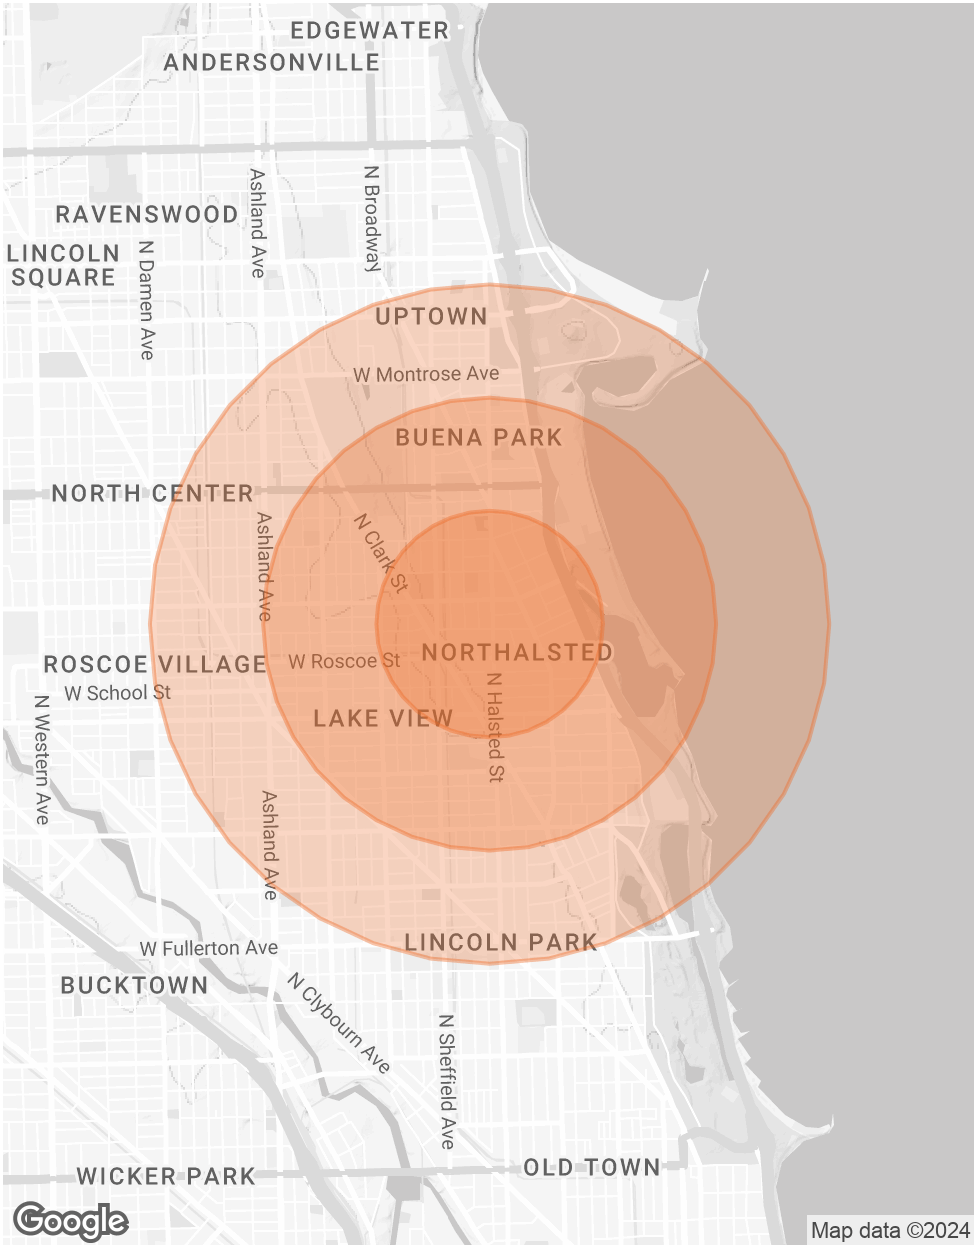 EDGEWATER
ANDERSONVILLE
N Broadway
Ashland Ave
RAVENSWOOD
LINCOLN
SQUARE
N Damen Ave
UPTOWN
W Montrose Ave
BUENA PARK
NORTH CENTER
N Clark St
Ashland Ave
NORTHALSTED
W Roscoe St
ROSCOE VILLAGE
W School St
N Halsted St
N Western Ave
LAKE VIEW
Ashland Ave
LINCOLN PARK
W Fullerton Ave
BUCKTOWN
N Clybourn Ave
N Sheffield Ave
OLD TOWN
WICKER PARK
Google
Map data ©2024